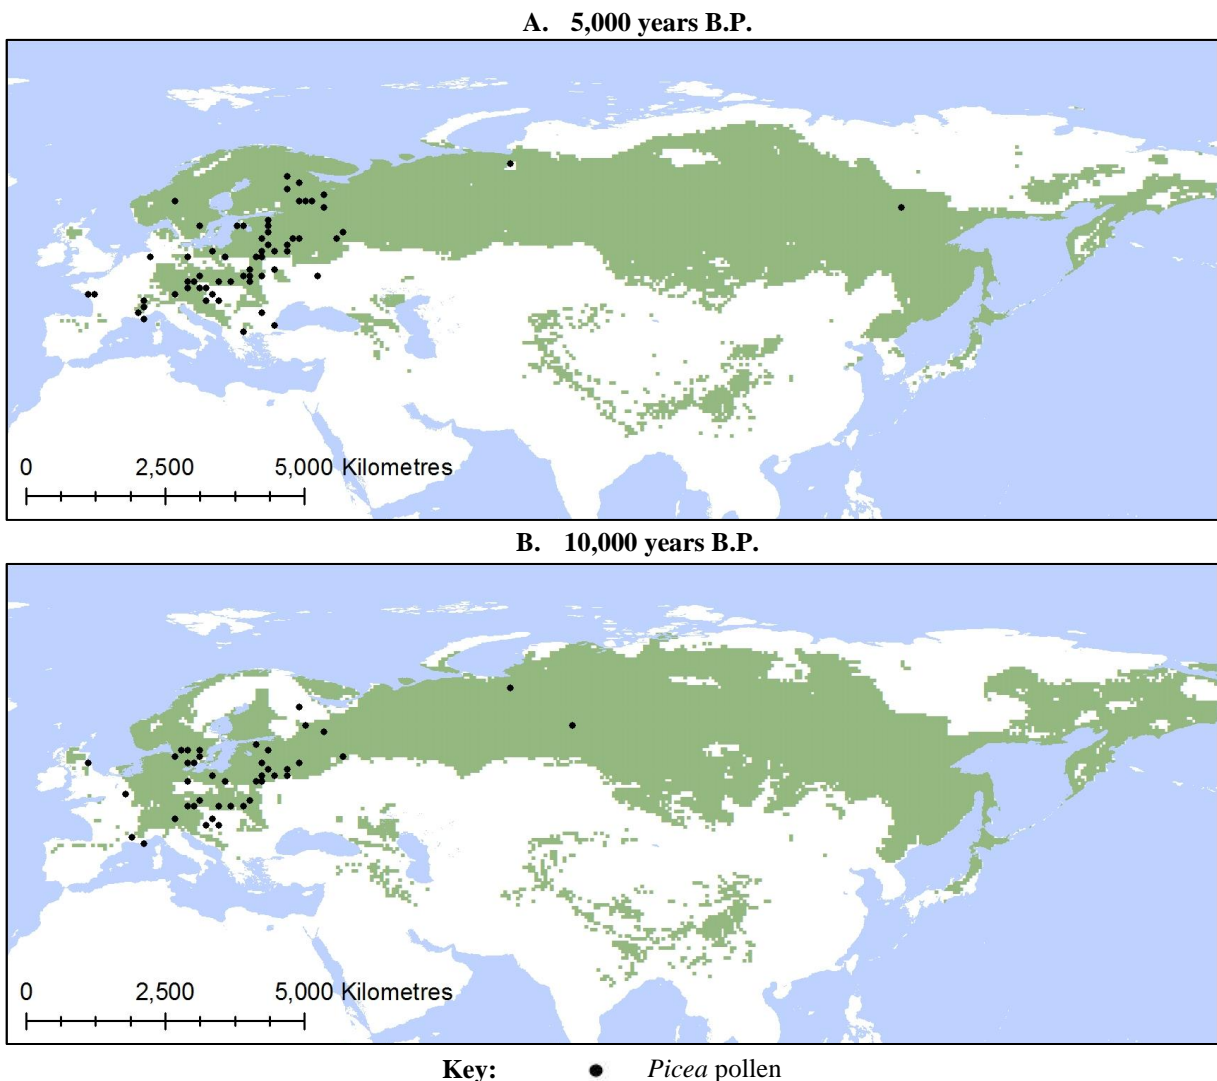 A. 5,000 years B.P.
0 2,500 5,000 Kilometres
B. 10,000 years B.P.
0 2,500 5,000 Kilometres
Key: Picea pollen